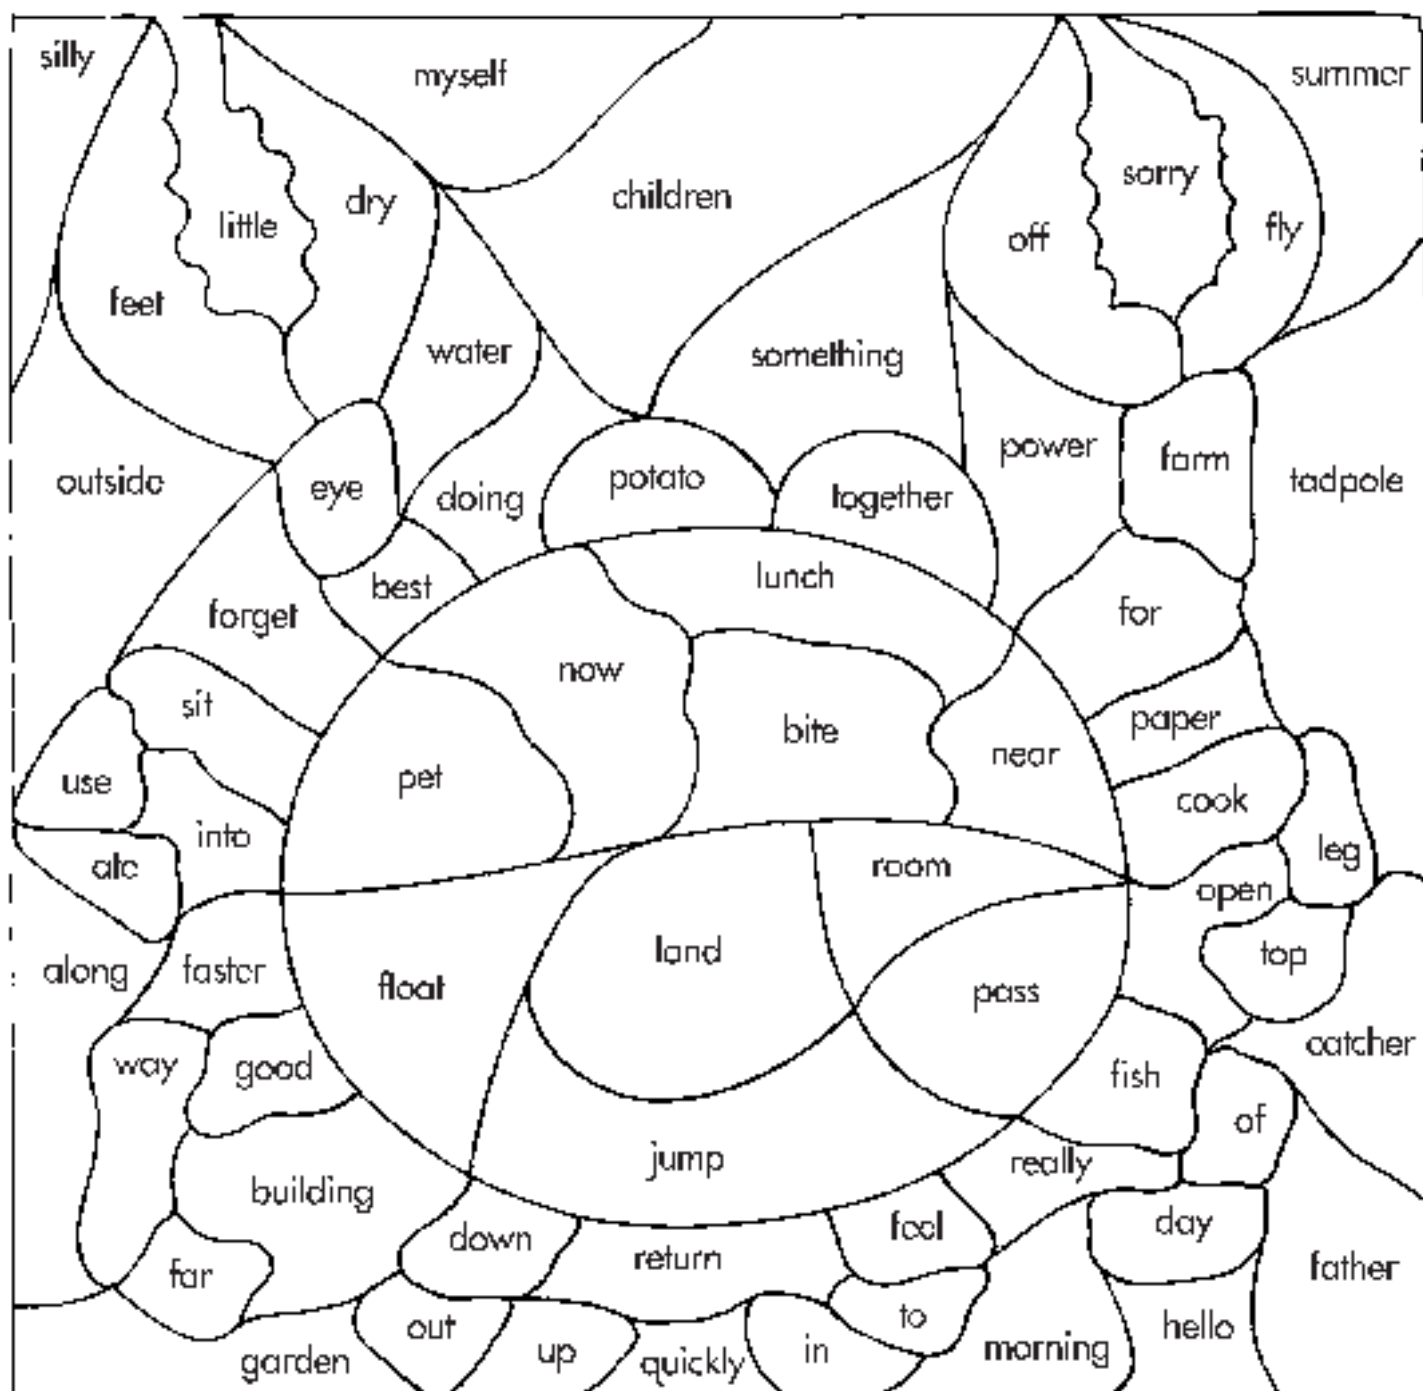 silly
myself
summer
sorry
children
dry
little
off
fly
feet
water
something
power
farm
outside
eye
doing
potato
together
tadpole
best
lunch
forget
for
now
sit
bite
paper
near
pet
use
cook
into
leg
ate
room
open
land
top
along
faster
float
pass
catcher
way
good
fish
of
jump
really
building
day
down
feel
return
far
father
out
to
hello
garden
up
quickly
in
morning